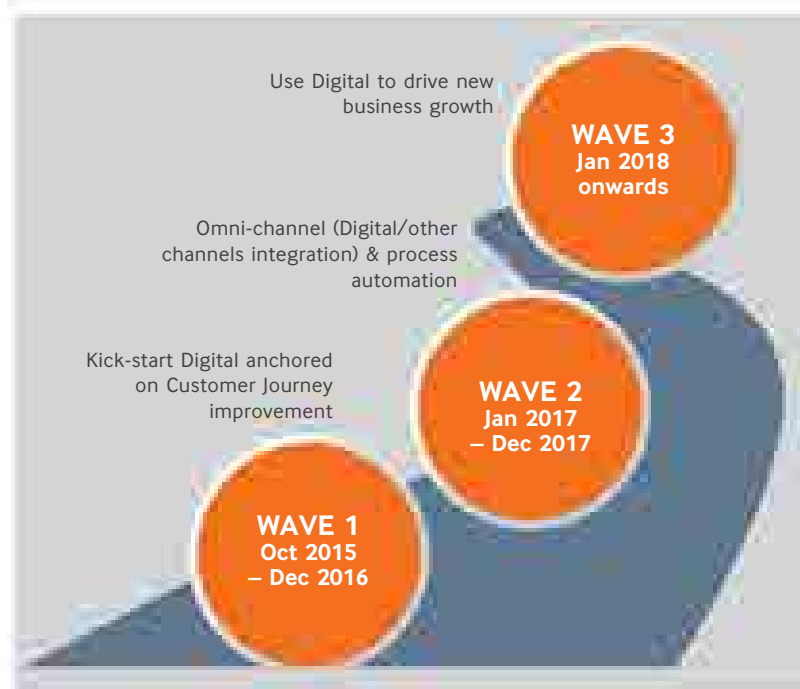 Use Digital to drive new
business growth
WAVE 3
Jan 2018
onwards
Omni-channel (Digital/other
channels integration) & process
automation
WAVE 2
Jan 2017
– Dec 2017
Kick-start Digital anchored
on Customer Journey
improvement
WAVE 1
Oct 2015
– Dec 2016